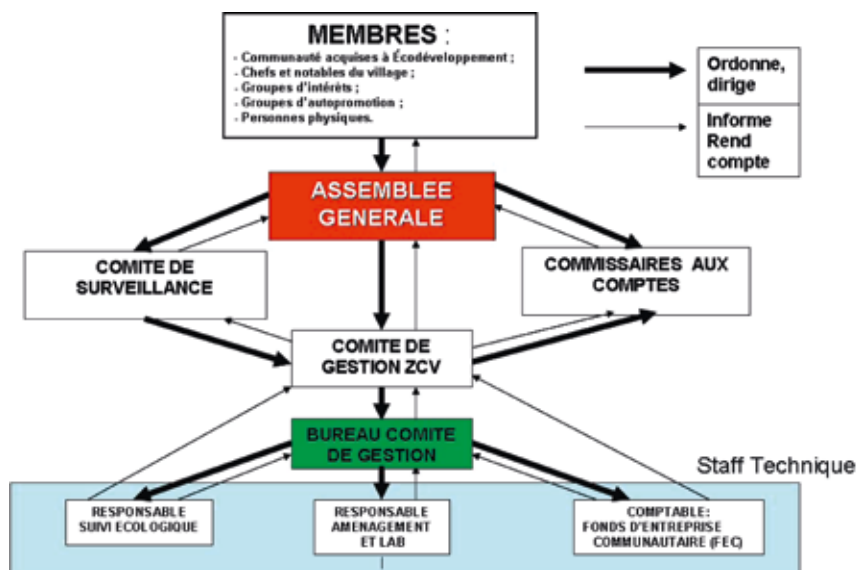 MEMBRES :
- Communauté acquises à Écodéveloppement ;
- Chefs et notables du village ;
- Groupes d'intérèts ;
- Groupes d'autopromotion ;
- Personnes physiques.
Ordonne,
dirige
Informe
Rend
compte
ASSEMBLEE
GENERALE
COMITE DE
SURVEILLANCE
COMMISSAIRES AUX
COMPTES
COMITE DE
GESTION ZCV
BUREAU COMITE
DE GESTION
Staff Technique
RESPONSABLE
SUIVI ECOLOGIQUE
RESPONSABLE
AMENAGEMENT
ET LAB
COMPTABLE:
FONDS D'ENTREPRISE
COMMUNAUTAIRE (FEC)